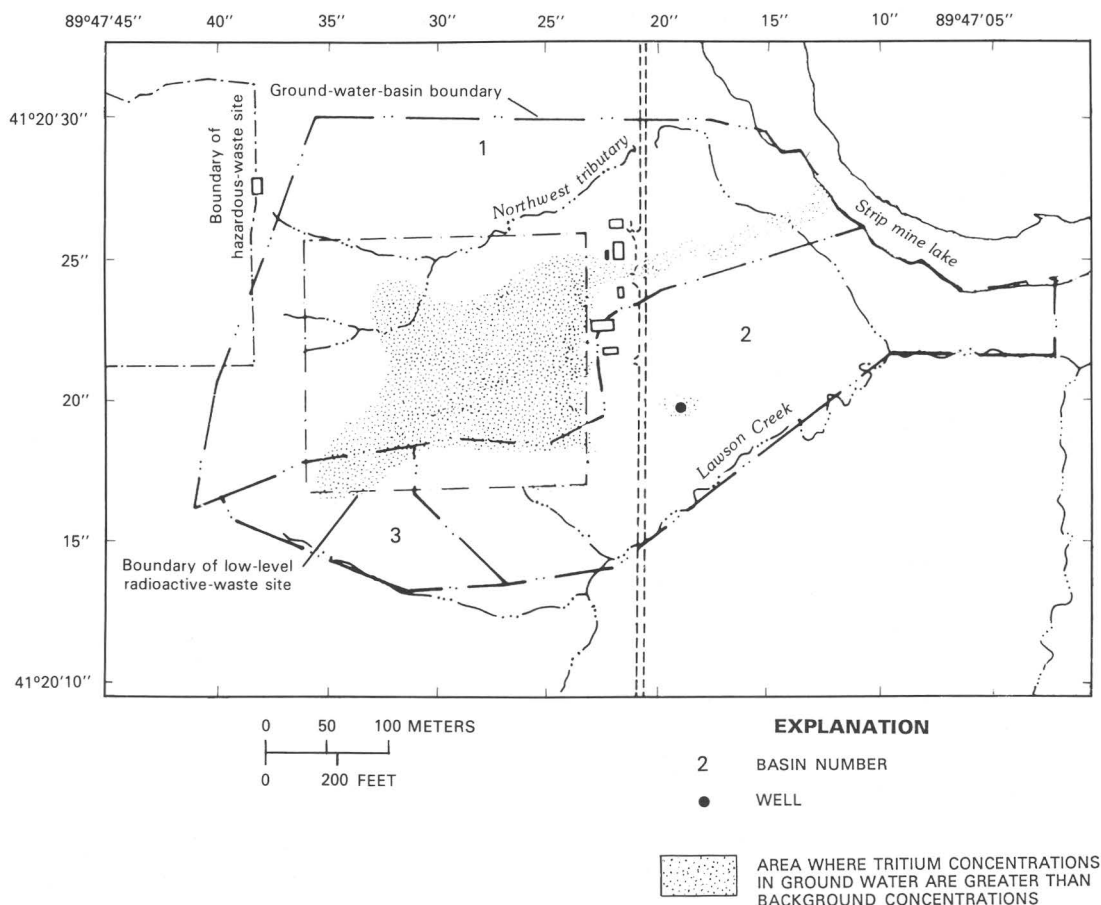 89°47'45'' 40'' 35'' 30'' 25'' 20'' 15'' 10'' 89°47'05''
41°20'30''
25''
20''
15''
41°20'10''
Boundary of
hazardous-waste site
Ground-water-basin boundary
1
Northwest tributary
Strip mine lake
2
Lawson Creek
3
Boundary of low-level
radioactive-waste site
0 50 100 METERS
0 200 FEET
EXPLANATION
2 BASIN NUMBER
WELL
AREA WHERE TRITIUM CONCENTRATIONS
IN GROUND WATER ARE GREATER THAN
BACKGROUND CONCENTRATIONS